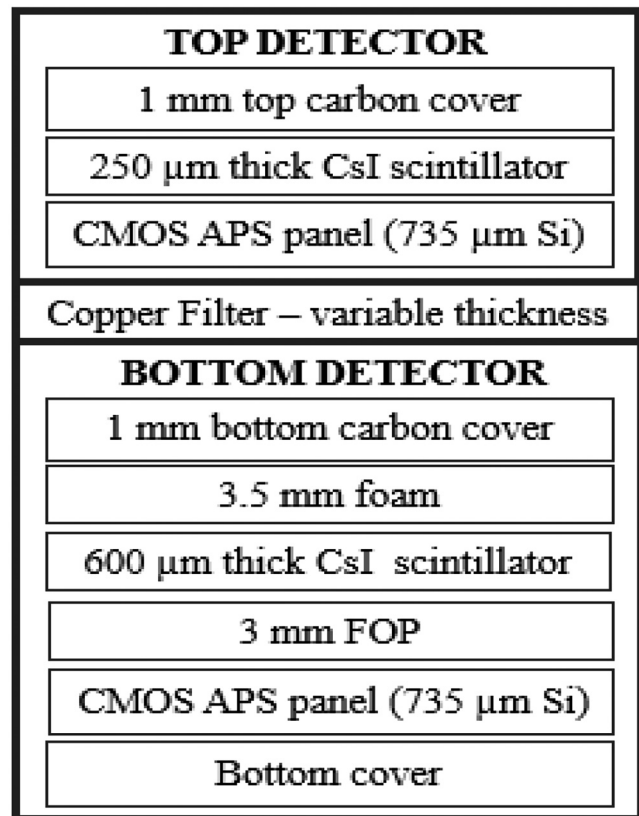 TOP DETECTOR
1 mm top carbon cover
250 µm thick CsI scintillator
CMOS APS panel (735 µm Si)
Copper Filter – variable thickness
BOTTOM DETECTOR
1 mm bottom carbon cover
3.5 mm foam
600 µm thick CsI scintillator
3 mm FOP
CMOS APS panel (735 µm Si)
Bottom cover